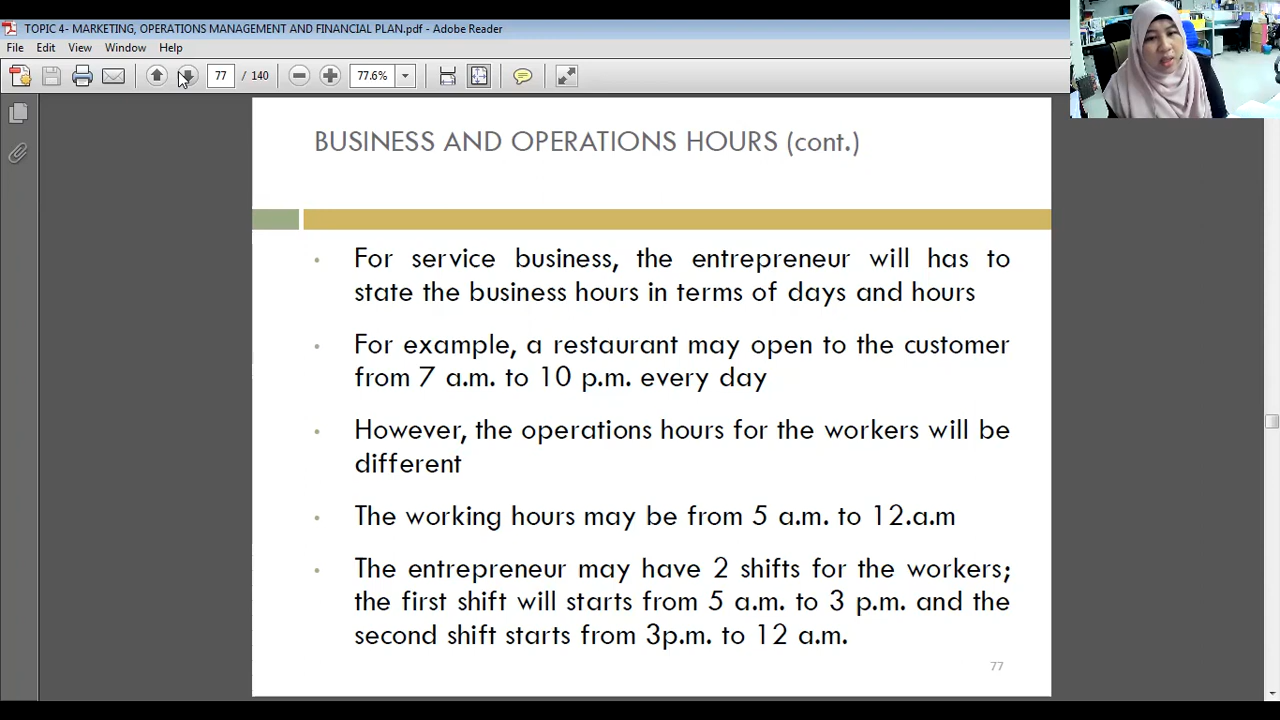 TOPIC 4- MARKETING, OPERATIONS MANAGEMENT AND FINANCIAL PLAN.pdf - Adobe Reader
File Edit View Window Help
77 / 140 77.6%
BUSINESS AND OPERATIONS HOURS (cont.)
• For service business, the entrepreneur will has to
state the business hours in terms of days and hours
• For example, a restaurant may open to the customer
from 7 a.m. to 10 p.m. every day
• However, the operations hours for the workers will be
different
• The working hours may be from 5 a.m. to 12.a.m
• The entrepreneur may have 2 shifts for the workers;
the first shift will starts from 5 a.m. to 3 p.m. and the
second shift starts from 3p.m. to 12 a.m.
77